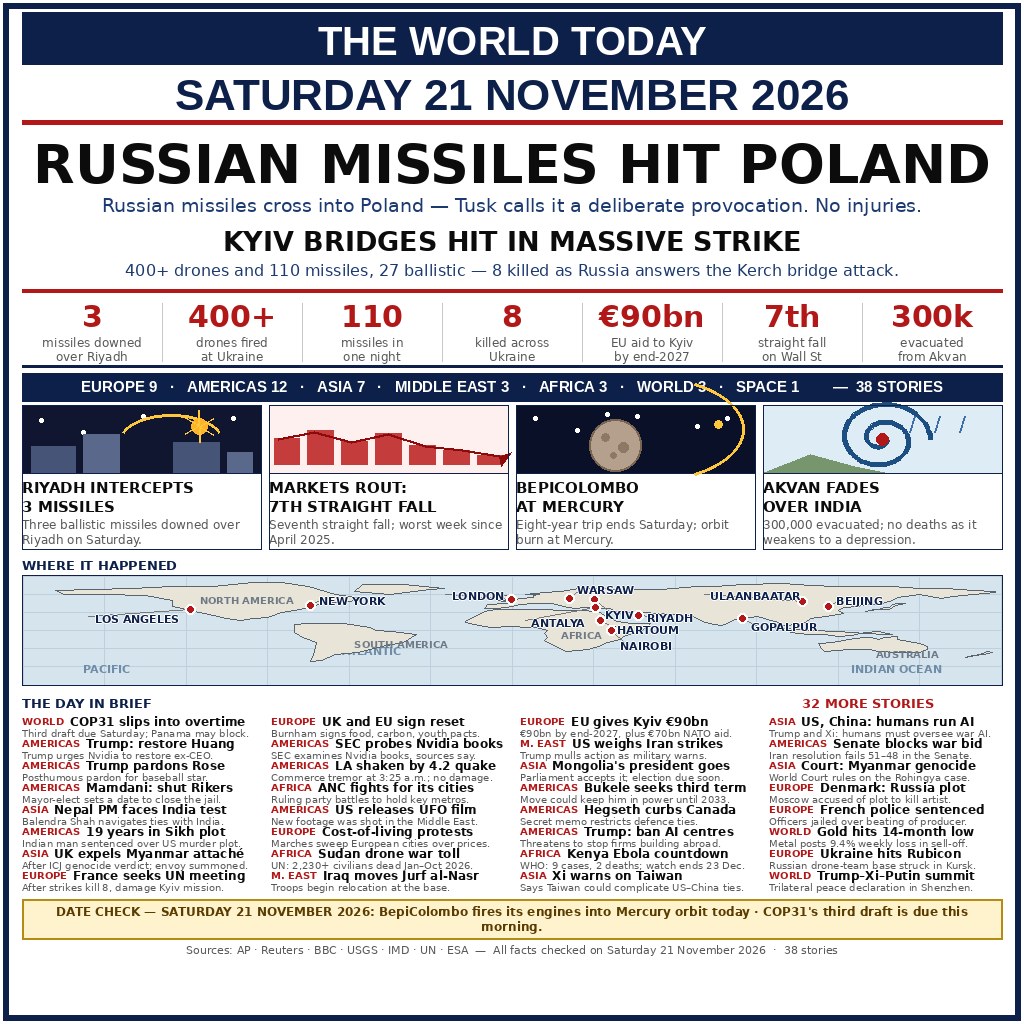 THE WORLD TODAY
SATURDAY 21 NOVEMBER 2026
RUSSIAN MISSILES HIT POLAND
Russian missiles cross into Poland — Tusk calls it a deliberate provocation. No injuries.
KYIV BRIDGES HIT IN MASSIVE STRIKE
400+ drones and 110 missiles, 27 ballistic — 8 killed as Russia answers the Kerch bridge attack.
3
missiles downed
over Riyadh
400+
drones fired
at Ukraine
110
missiles in
one night
8
killed across
Ukraine
€90bn
EU aid to Kyiv
by end-2027
7th
straight fall
on Wall St
300k
evacuated
from Akvan
EUROPE 9 · AMERICAS 12 · ASIA 7 · MIDDLE EAST 3 · AFRICA 3 · WORLD 3 · SPACE 1 — 38 STORIES
RIYADH INTERCEPTS
3 MISSILES
Three ballistic missiles downed over
Riyadh on Saturday.
MARKETS ROUT:
7TH STRAIGHT FALL
Seventh straight fall; worst week since
April 2025.
BEPICOLOMBO
AT MERCURY
Eight-year trip ends Saturday; orbit
burn at Mercury.
AKVAN FADES
OVER INDIA
300,000 evacuated; no deaths as it
weakens to a depression.
WHERE IT HAPPENED
NORTH AMERICA
NEW YORK
LOS ANGELES
LONDON
WARSAW
ULAANBAATAR
BEIJING
ANTALYA
KYIV
RIYADH
HARTOUM
GOPALPUR
AFRICA
NAIROBI
SOUTH AMERICA
ANTIC
AUSTRALIA
PACIFIC
INDIAN OCEAN
THE DAY IN BRIEF
32 MORE STORIES
WORLD COP31 slips into overtime
Third draft due Saturday; Panama may block.
AMERICAS Trump: restore Huang
Trump urges Nvidia to restore ex-CEO.
AMERICAS Trump pardons Rose
Posthumous pardon for baseball star.
AMERICAS Mamdani: shut Rikers
Mayor-elect sets a date to close the jail.
ASIA Nepal PM faces India test
Balendra Shah navigates ties with India.
AMERICAS 19 years in Sikh plot
Indian man sentenced over US murder plot.
ASIA UK expels Myanmar attaché
After ICJ genocide verdict; envoy summoned.
EUROPE France seeks UN meeting
After strikes kill 8, damage Kyiv mission.
EUROPE UK and EU sign reset
Burnham signs food, carbon, youth pacts.
AMERICAS SEC probes Nvidia books
SEC examines Nvidia books, sources say.
AMERICAS LA shaken by 4.2 quake
Commerce tremor at 3:25 a.m.; no damage.
AFRICA ANC fights for its cities
Ruling party battles to hold key metros.
AMERICAS US releases UFO film
New footage was shot in the Middle East.
EUROPE Cost-of-living protests
Marches sweep European cities over prices.
AFRICA Sudan drone war toll
UN: 2,230+ civilians dead Jan–Oct 2026.
M. EAST Iraq moves Jurf al-Nasr
Troops begin relocation at the base.
EUROPE EU gives Kyiv €90bn
€90bn by end-2027, plus €70bn NATO aid.
M. EAST US weighs Iran strikes
Trump mulls action as military warns.
ASIA Mongolia's president goes
Parliament accepts it; election due soon.
AMERICAS Bukele seeks third term
Move could keep him in power until 2033.
AMERICAS Hegseth curbs Canada
Secret memo restricts defence ties.
AMERICAS Trump: ban AI centres
Threatens to stop firms building abroad.
AFRICA Kenya Ebola countdown
WHO: 9 cases, 2 deaths; watch ends 23 Dec.
ASIA Xi warns on Taiwan
Says Taiwan could complicate US–China ties.
ASIA US, China: humans run AI
Trump and Xi: humans must oversee war AI.
AMERICAS Senate blocks war bid
Iran resolution fails 51–48 in the Senate.
ASIA Court: Myanmar genocide
World Court rules on the Rohingya case.
EUROPE Denmark: Russia plot
Moscow accused of plot to kill artist.
EUROPE French police sentenced
Officers jailed over beating of producer.
WORLD Gold hits 14-month low
Metal posts 9.4% weekly loss in sell-off.
EUROPE Ukraine hits Rubicon
Russian drone-team base struck in Kursk.
WORLD Trump–Xi–Putin summit
Trilateral peace declaration in Shenzhen.
DATE CHECK — SATURDAY 21 NOVEMBER 2026: BepiColombo fires its engines into Mercury orbit today · COP31's third draft is due this
morning.
Sources: AP · Reuters · BBC · USGS · IMD · UN · ESA — All facts checked on Saturday 21 November 2026 · 38 stories